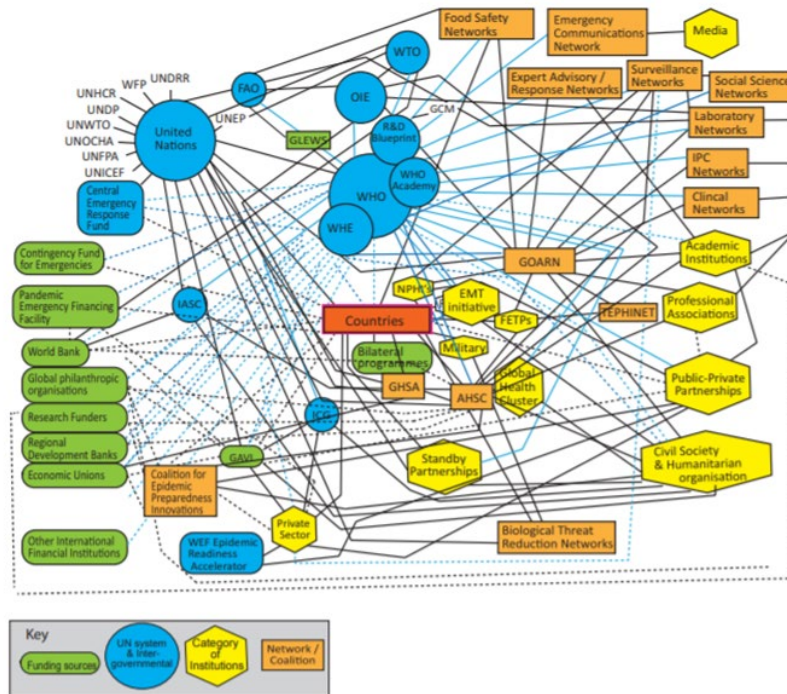 Food Safety
Networks
Emergency
Communications
Network
Media
WTO
UNDRR
WFP
UNHCR
UNDP
UNWTO
UNOCHA
UNFPA
UNICEF
UNEP
United
Nations
FAO
OIE
GCM
Expert Advisory /
Response Networks
Surveillance
Networks
Social Science
Networks
Laboratory
Networks
GLEWS
R&D
Blueprint
WHO
Academy
WHO
WHE
IPC
Networks
Clincal
Networks
Central
Emergency
Response
Fund
Contingency Fund
for Emergencies
Pandemic
Emergency Financing
Facility
IASC
World Bank
Global philanthropic
organisations
Research Funders
Regional
Development Banks
Economic Unions
Other International
Financial Institutions
GOARN
Academic
Institutions
NPHI's
EMT
initiative
FETPs
TEPHINET
Professional
Associations
Countries
Military
Bilateral
programmes
GHSA
AHSC
Global
Health
Cluster
Public-Private
Partnerships
ICG
GAVI
Coalition for
Epidemic
Preparedness
Innovations
Standby
Partnerships
Civil Society
& Humanitarian
organisation
Private
Sector
WEF Epidemic
Readiness
Accelerator
Biological Threat
Reduction Networks
Key
Funding sources
UN system
& Inter-
governmental
Category
of
Institutions
Network /
Coalition